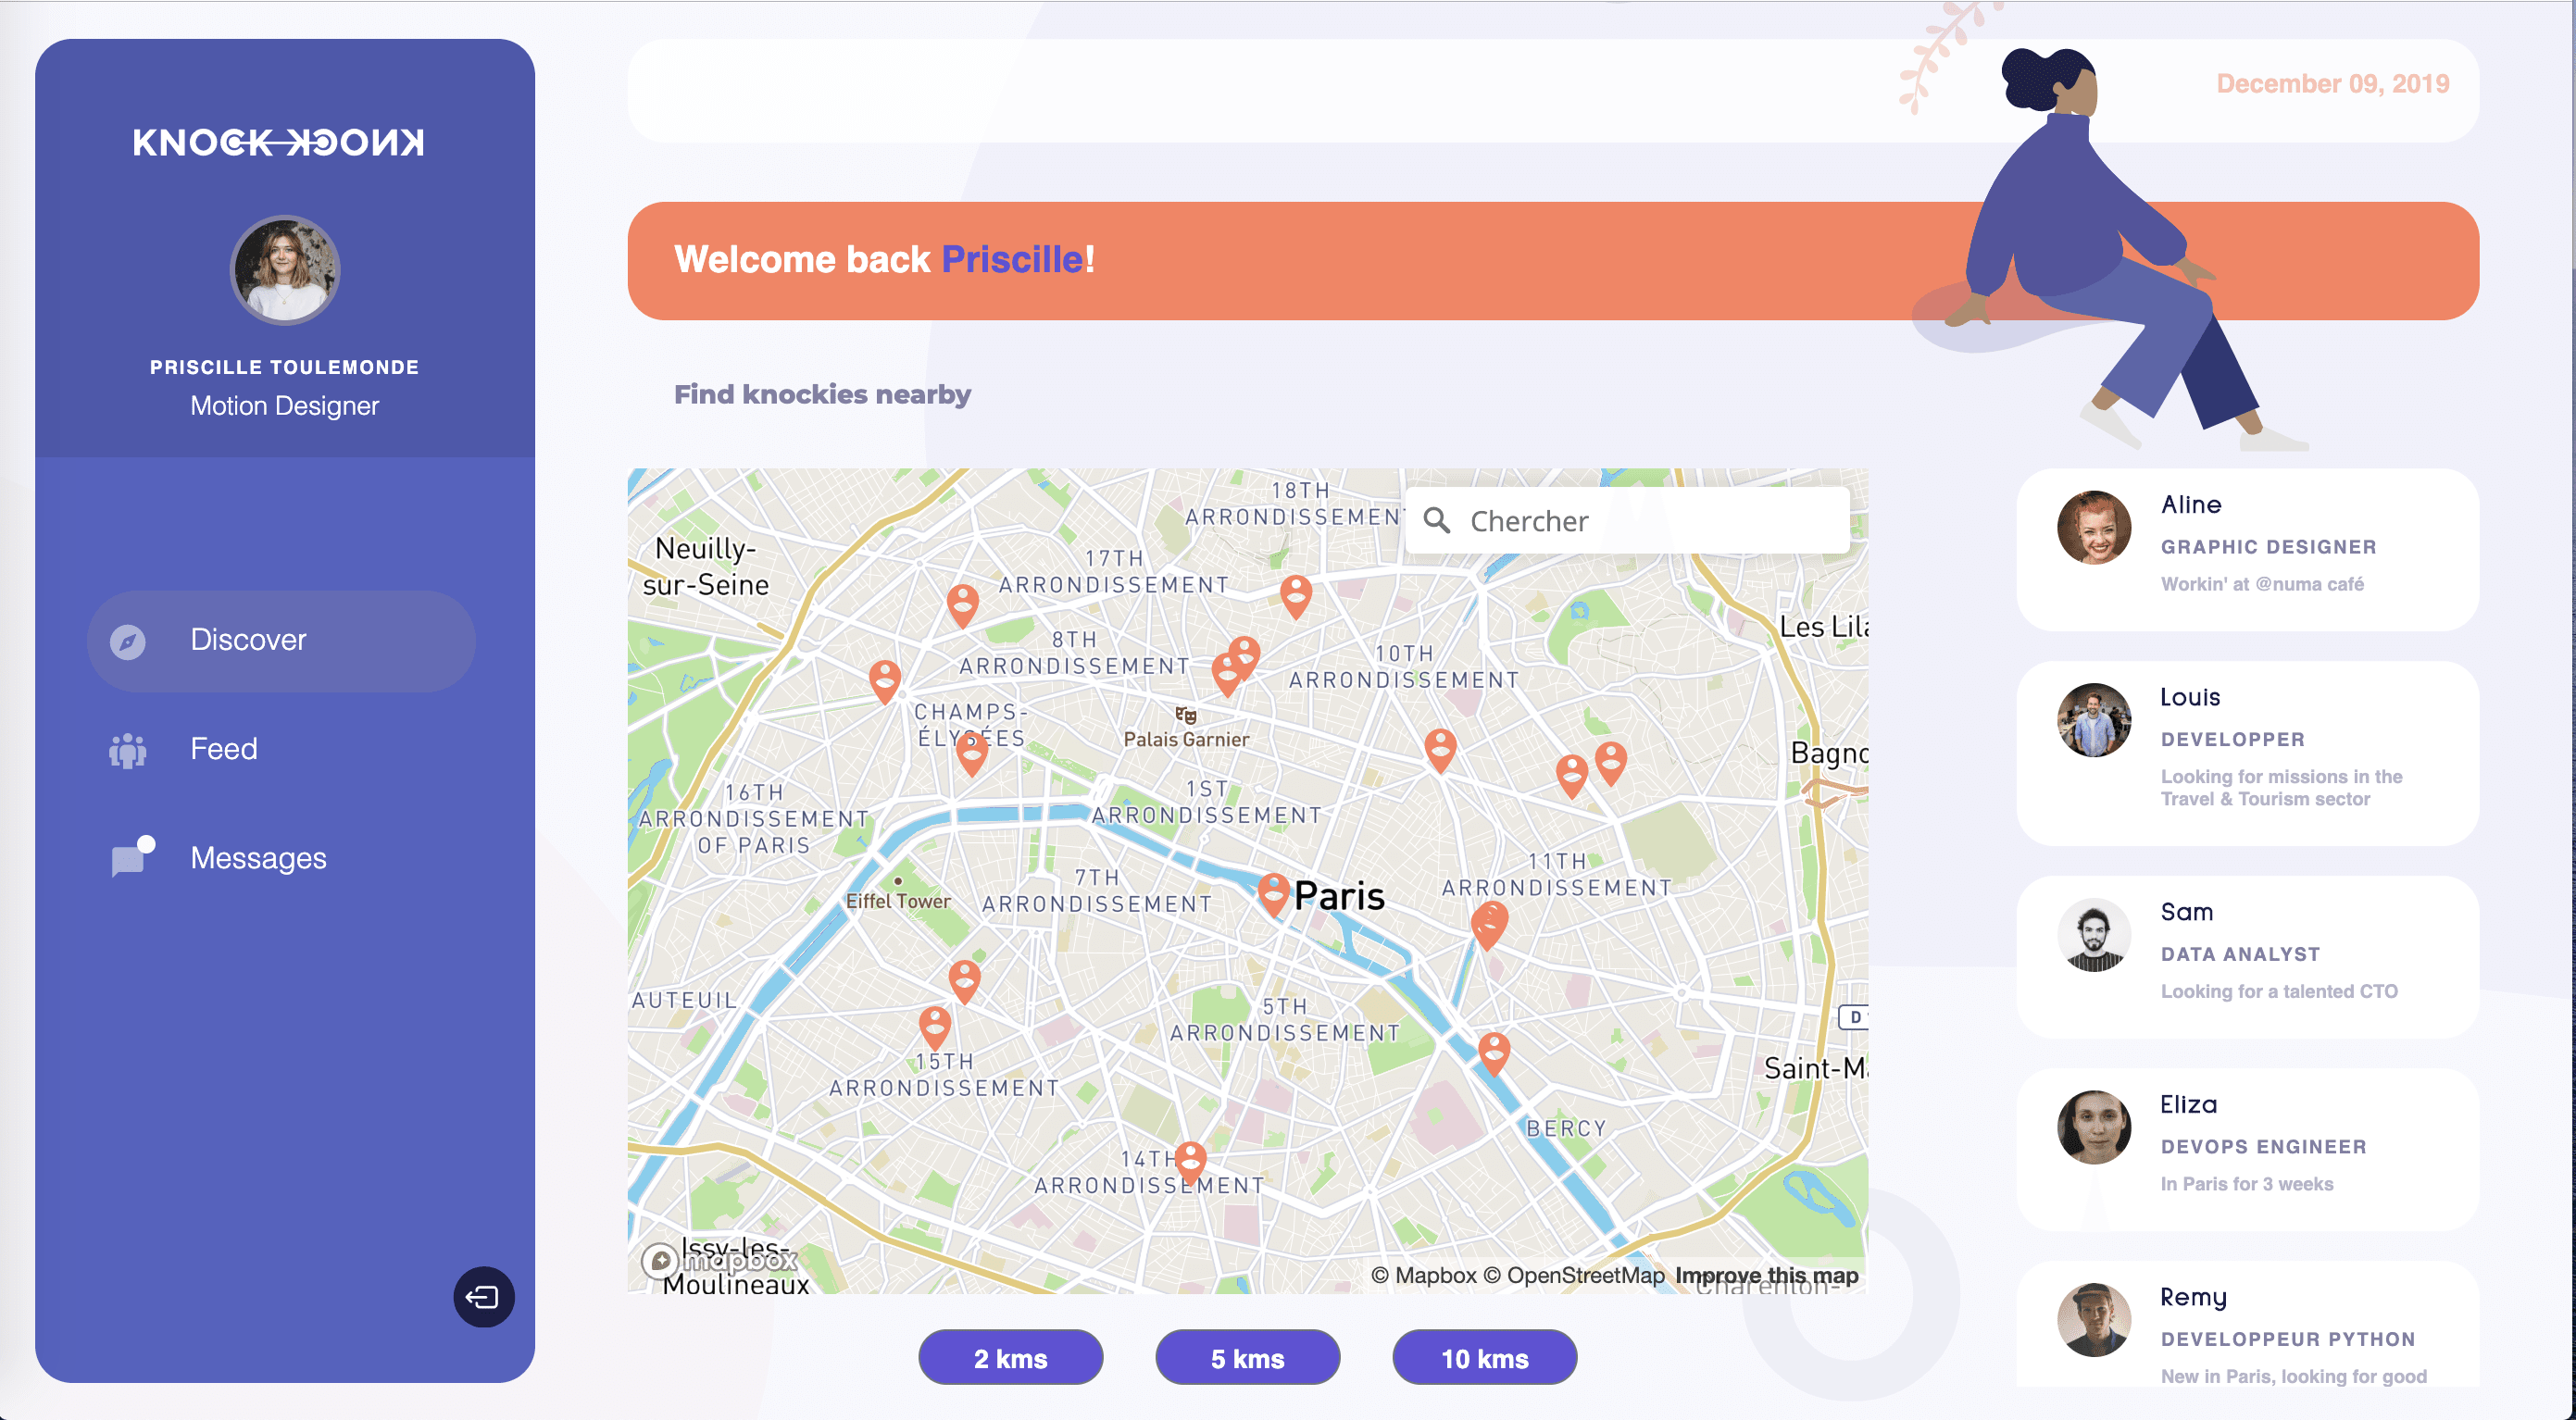 KNOCK KNOCK
PRISCILLE TOULEMONDE
Motion Designer
Discover
Feed
Messages
December 09, 2019
Welcome back Priscille!
Find knockies nearby
Chercher
18TH
ARRONDISSEMENT
Neuilly-
sur-Seine
17TH
ARRONDISSEMENT
Les Lila
8TH
ARRONDISSEMENT
10TH
ARRONDISSEMENT
CHAMPS-
ÉLYSÉES
Palais Garnier
Bagno
16TH
ARRONDISSEMENT
OF PARIS
1ST
ARRONDISSEMENT
11TH
ARRONDISSEMENT
7TH
ARRONDISSEMENT
Eiffel Tower
Paris
AUTEUIL
5TH
ARRONDISSEMENT
D
15TH
ARRONDISSEMENT
Saint-Ma
BERCY
14TH
ARRONDISSEMENT
Issy-les-
Moulineaux
mapbox
© Mapbox © OpenStreetMap Improve this map
Charenton-
2 kms
5 kms
10 kms
Aline
GRAPHIC DESIGNER
Workin' at @numa café
Louis
DEVELOPPER
Looking for missions in the
Travel & Tourism sector
Sam
DATA ANALYST
Looking for a talented CTO
Eliza
DEVOPS ENGINEER
In Paris for 3 weeks
Remy
DEVELOPPEUR PYTHON
New in Paris, looking for good